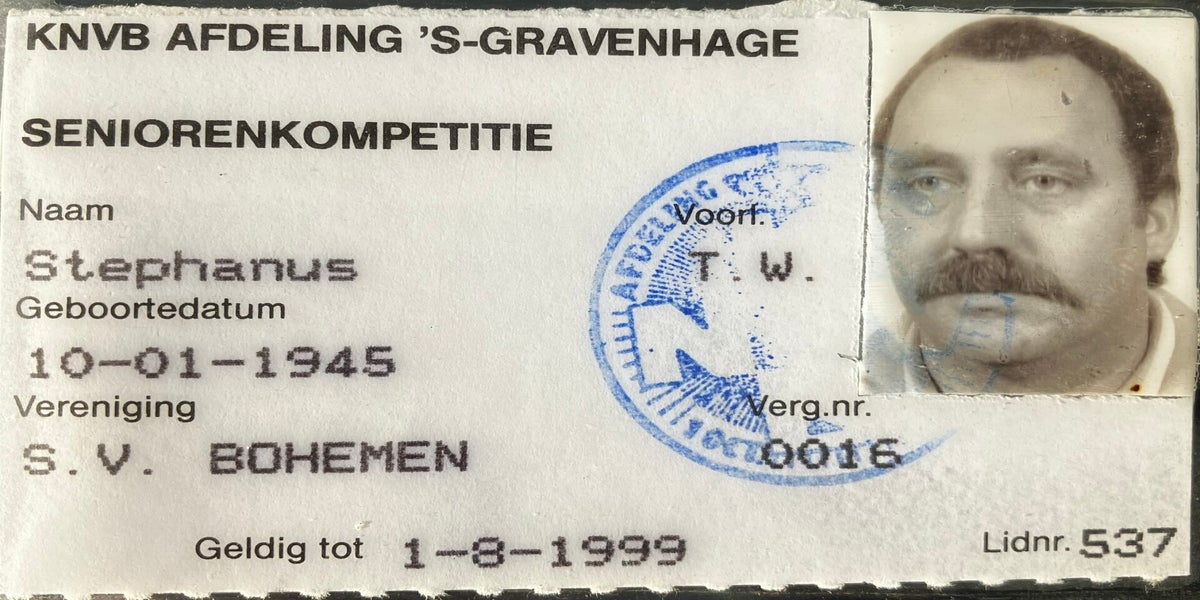 KNVB AFDELING 'S-GRAVENHAGE
SENIORENKOMPETITIE
Naam Voorl.
Stephanus T.W.
Geboortedatum
10-01-1945
Vereniging Verg.nr.
S.V. BOHEMEN 0016
Geldig tot 1-8-1999 Lidnr. 537
AFDELING